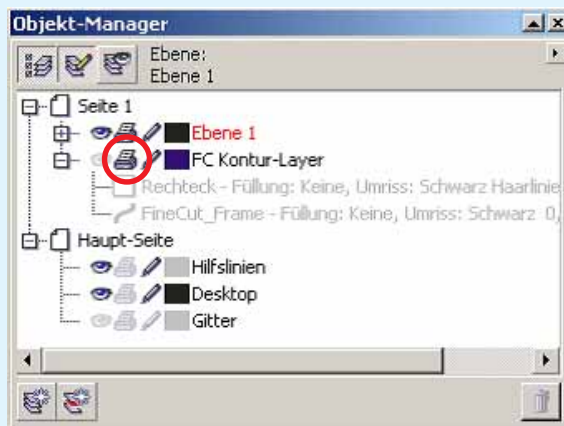 Objekt-Manager
Ebene:
Ebene 1
Seite 1
Ebene 1
FC Kontur-Layer
Rechteck - Füllung: Keine, Umriss: Schwarz Haarlinie
FineCut_Frame - Füllung: Keine, Umriss: Schwarz 0,
Haupt-Seite
Hilfslinien
Desktop
Gitter